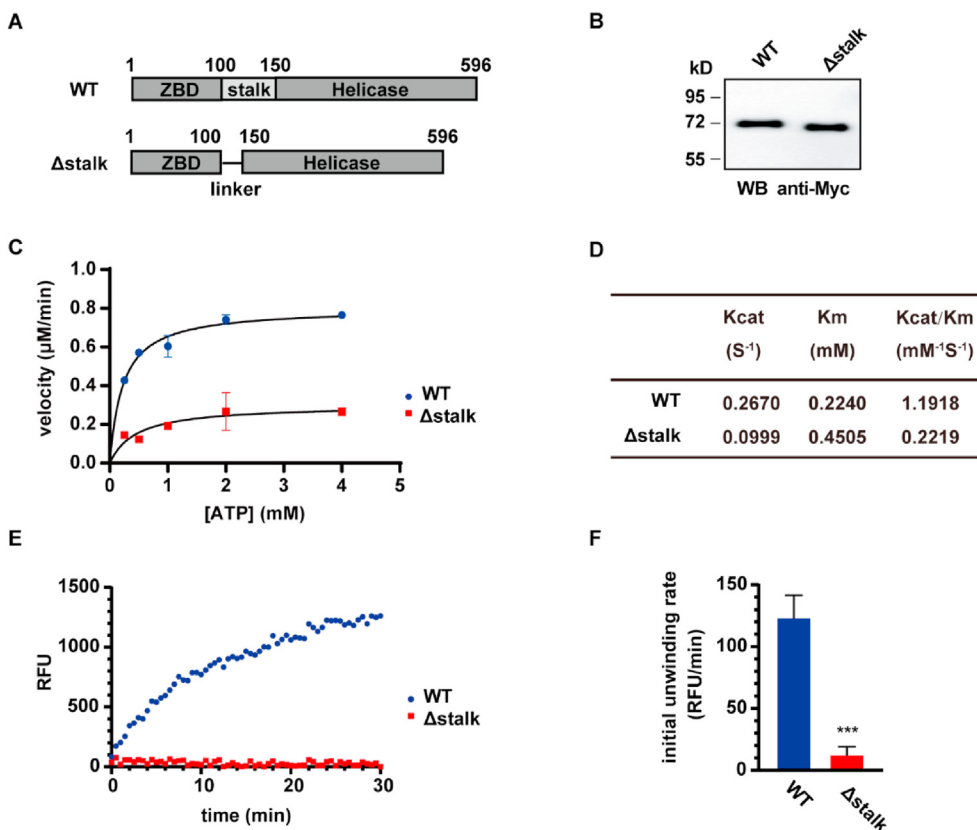 A
1 100 150 596
WT ZBD stalk Helicase
1 100 150 596
Δstalk ZBD Helicase
linker
B
WT Δstalk
kD
95
72
55
WB anti-Myc
C
velocity (µM/min)
1.0
0.8
0.6
0.4
0.2
0.0
0 1 2 3 4 5
[ATP] (mM)
WT
Δstalk
D
Kcat Km Kcat/Km
(S⁻¹) (mM) (mM⁻¹S⁻¹)
WT 0.2670 0.2240 1.1918
Δstalk 0.0999 0.4505 0.2219
E
RFU
1500
1000
500
0
0 10 20 30
time (min)
WT
Δstalk
F
initial unwinding rate
(RFU/min)
150
100
50
0
***
WT Δstalk